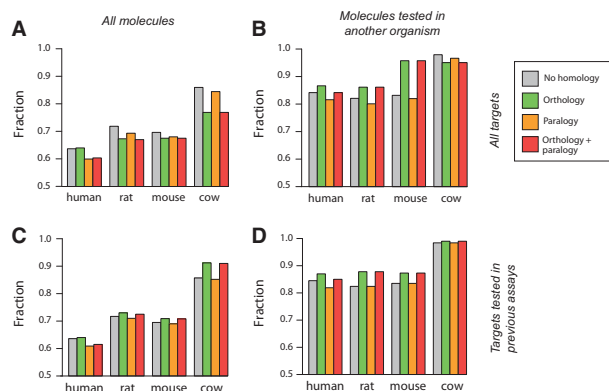 All molecules
Molecules tested in
another organism
A
1.0
0.9
0.8
0.7
0.6
0.5
Fraction
human rat mouse cow
B
1.0
0.9
0.8
0.7
0.6
0.5
Fraction
human rat mouse cow
All targets
No homology
Orthology
Paralogy
Orthology +
paralogy
C
1.0
0.9
0.8
0.7
0.6
0.5
Fraction
human rat mouse cow
D
1.0
0.9
0.8
0.7
0.6
0.5
Fraction
human rat mouse cow
Targets tested in
previous assays